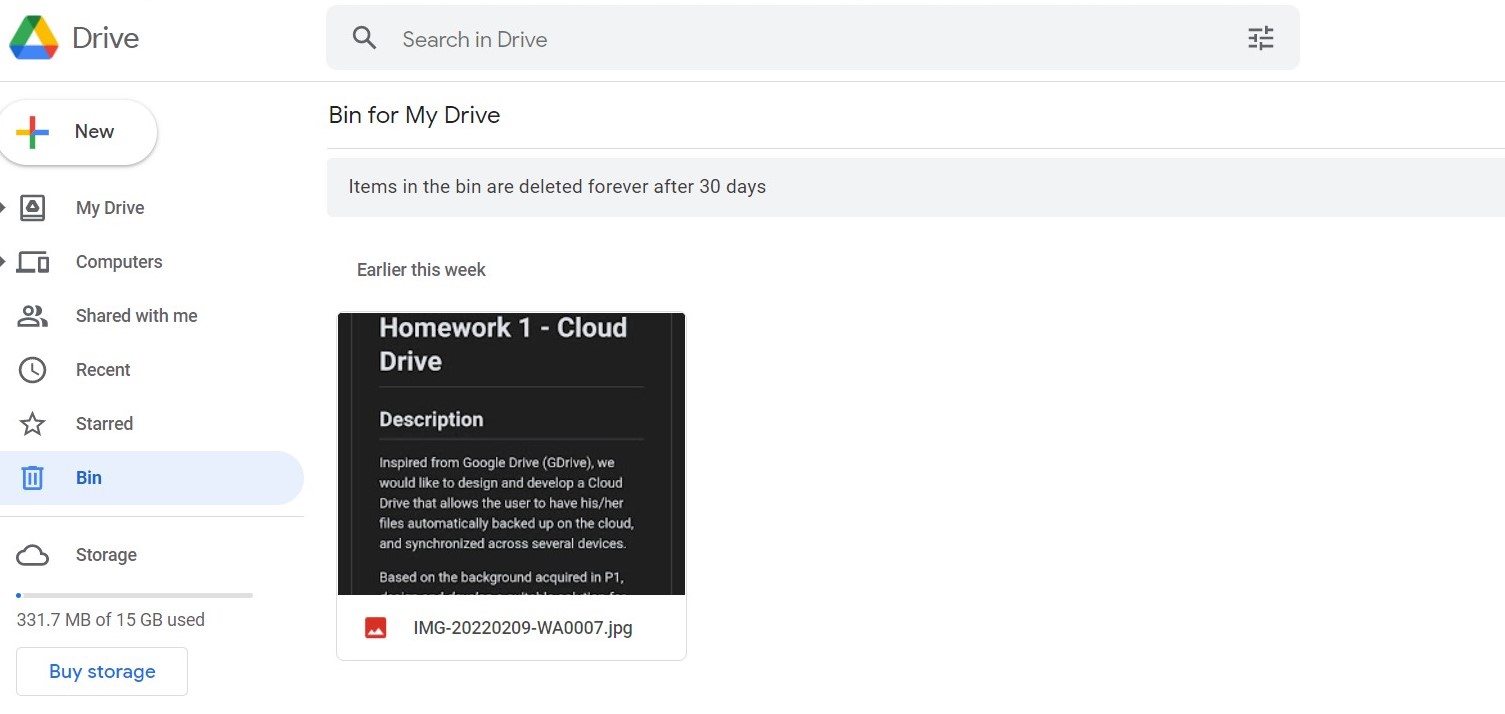 Drive
Search in Drive
New
My Drive
Computers
Shared with me
Recent
Starred
Bin
Storage
331.7 MB of 15 GB used
Buy storage
Bin for My Drive
Items in the bin are deleted forever after 30 days
Earlier this week
Homework 1 - Cloud
Drive
Description
Inspired from Google Drive (GDrive), we
would like to design and develop a Cloud
Drive that allows the user to have his/her
files automatically backed up on the cloud,
and synchronized across several devices.
Based on the background acquired in P1,
IMG-20220209-WA0007.jpg